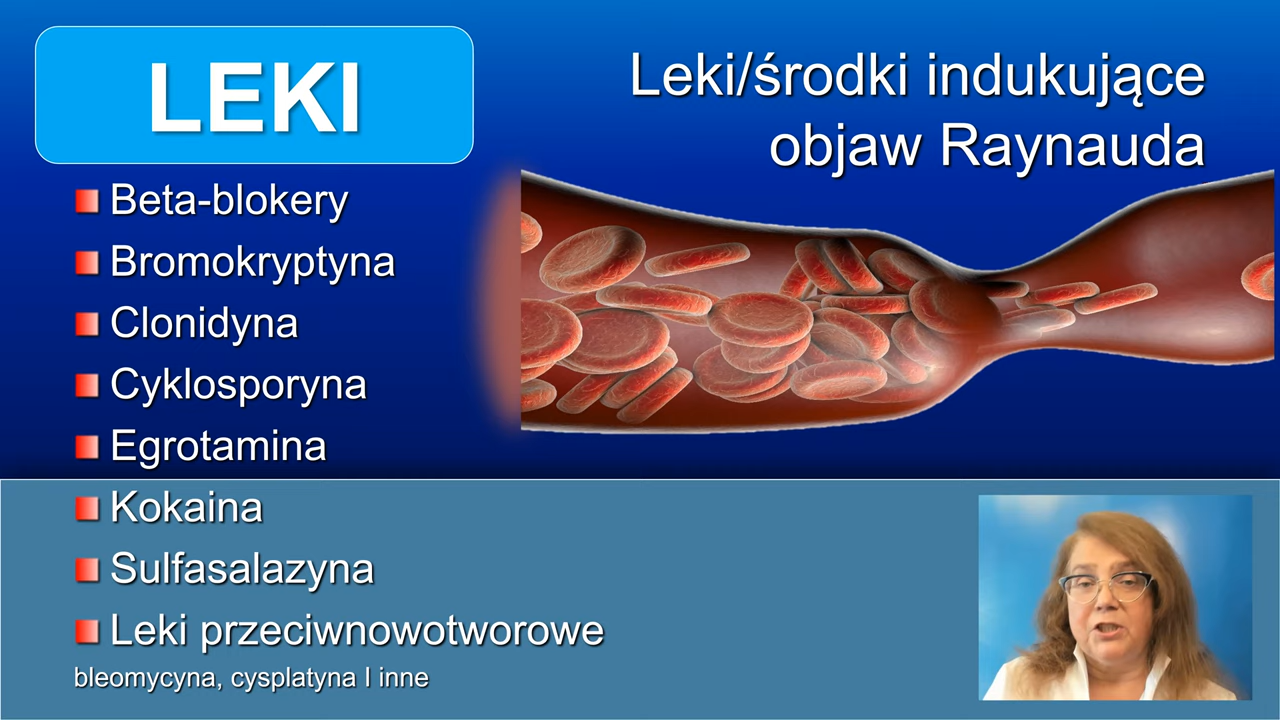 LEKI
Leki/środki indukujące
objaw Raynauda
Beta-blokery
Bromokryptyna
Clonidyna
Cyklosporyna
Egrotamina
Kokaina
Sulfasalazyna
Leki przeciwnowotworowe
bleomycyna, cysplatyna I inne